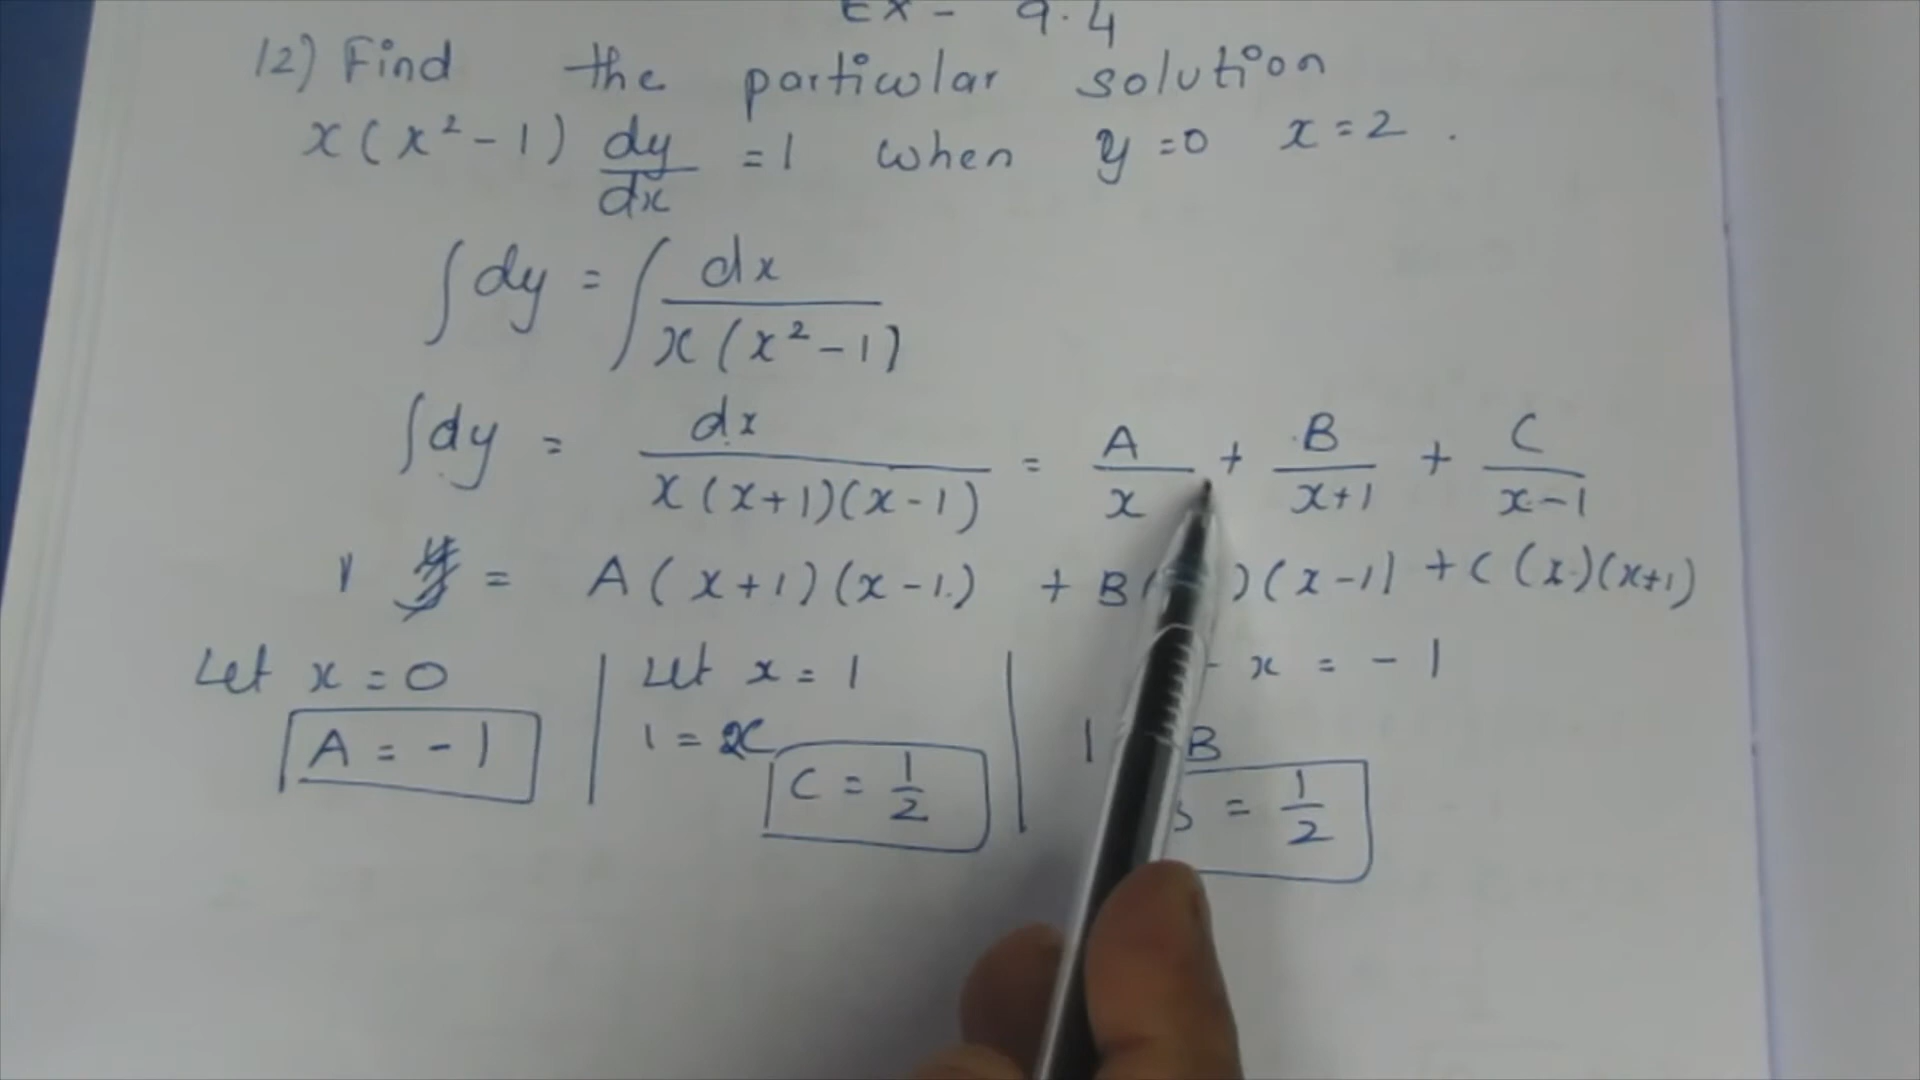 Ex - 9.4
12) Find the particular solution
x(x² - 1) dy/dx = 1 when y = 0 x = 2 .
∫dy = ∫ dx / x(x² - 1)
∫dy = dx / x(x+1)(x-1) = A/x + B/x+1 + C/x-1
1 = A(x+1)(x-1) + B( )(x-1) + C(x)(x+1)
Let x = 0 | Let x = 1 | x = -1
A = -1 | 1 = 2C | 1 B
C = 1/2 | = 1/2